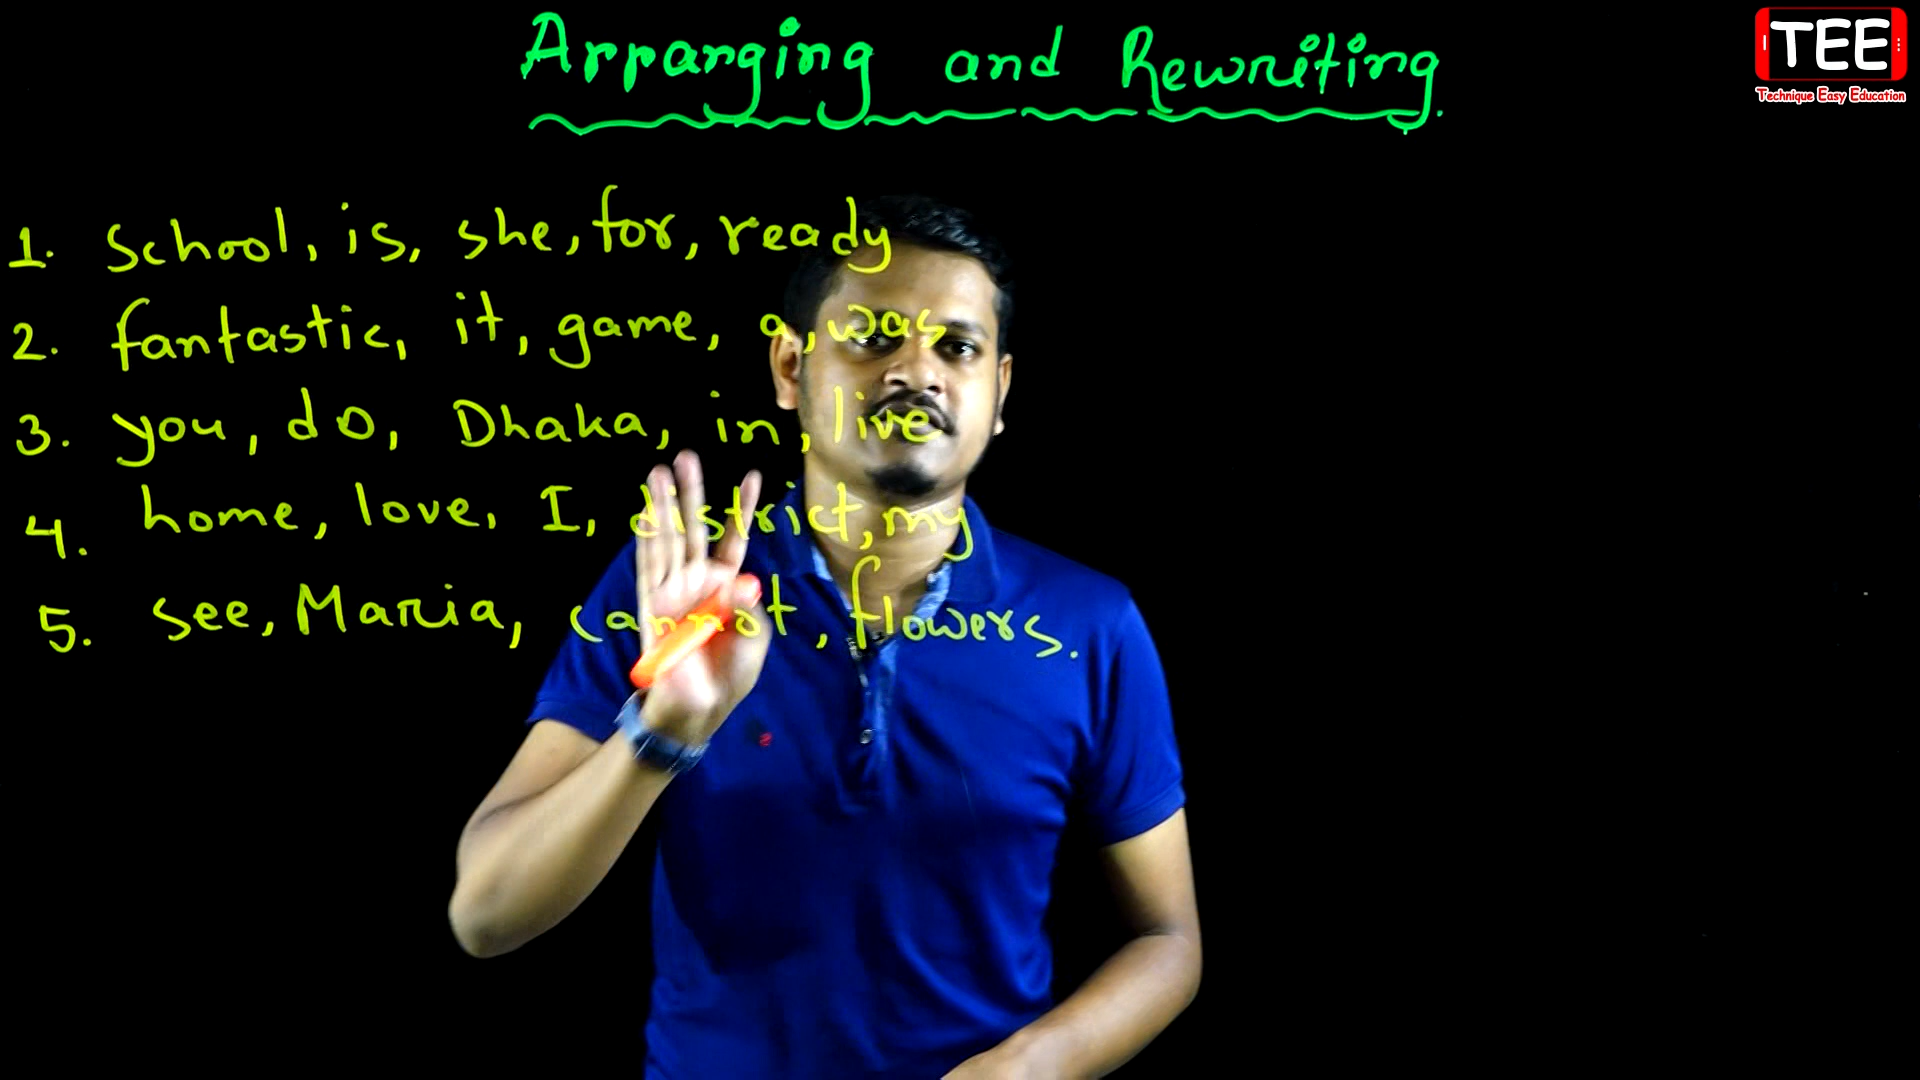 Arranging and Rewriting.
TEE
Technique Easy Education
1. School, is, she, for, ready
2. fantastic, it, game, a, was
3. you, do, Dhaka, in, live
4. home, love, I, district, my
5. see, Maria, cannot, flowers.